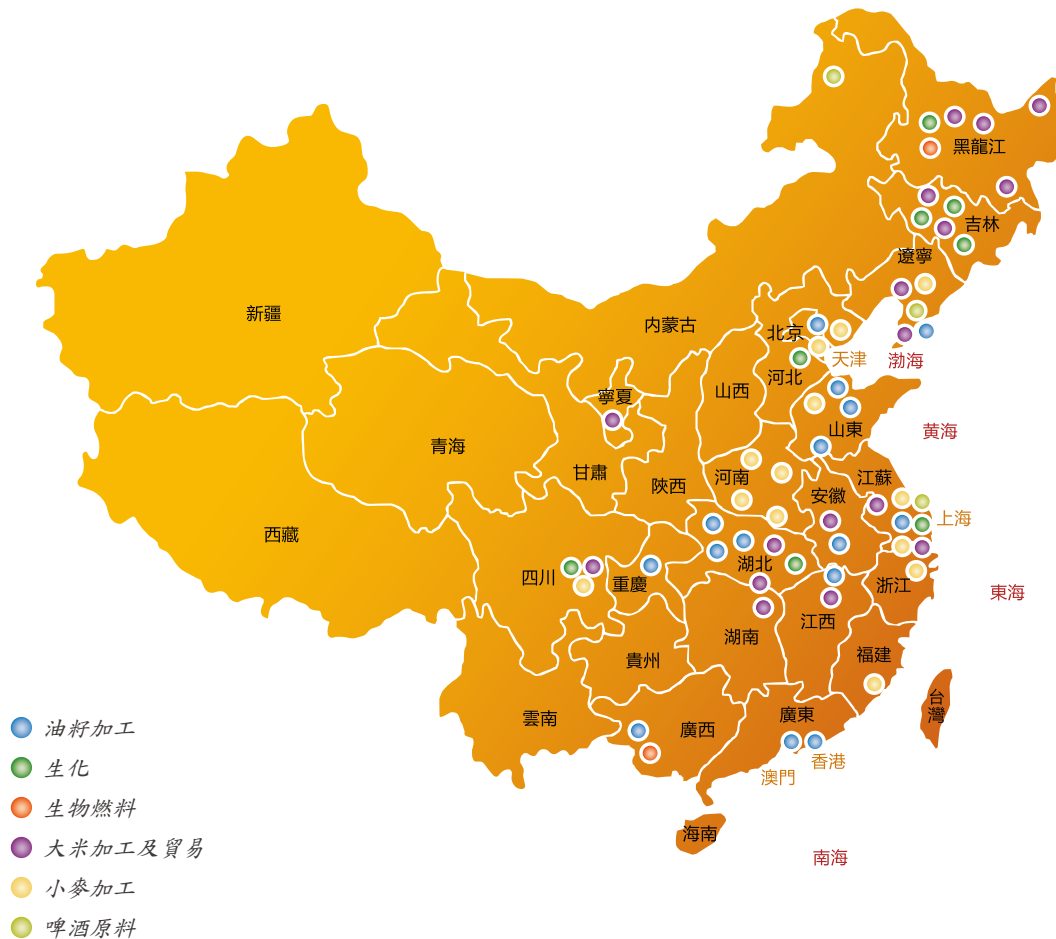 黑龍江
吉林
遼寧
新疆
内蒙古
北京
天津
渤海
河北
山西
寧夏
山東
黄海
青海
甘肅
陝西
河南
江蘇
安徽
上海
西藏
四川
重慶
湖北
浙江
東海
湖南
江西
貴州
福建
台
灣
雲南
廣西
廣東
香港
澳門
海南
南海
油籽加工
生化
生物燃料
大米加工及貿易
小麥加工
啤酒原料